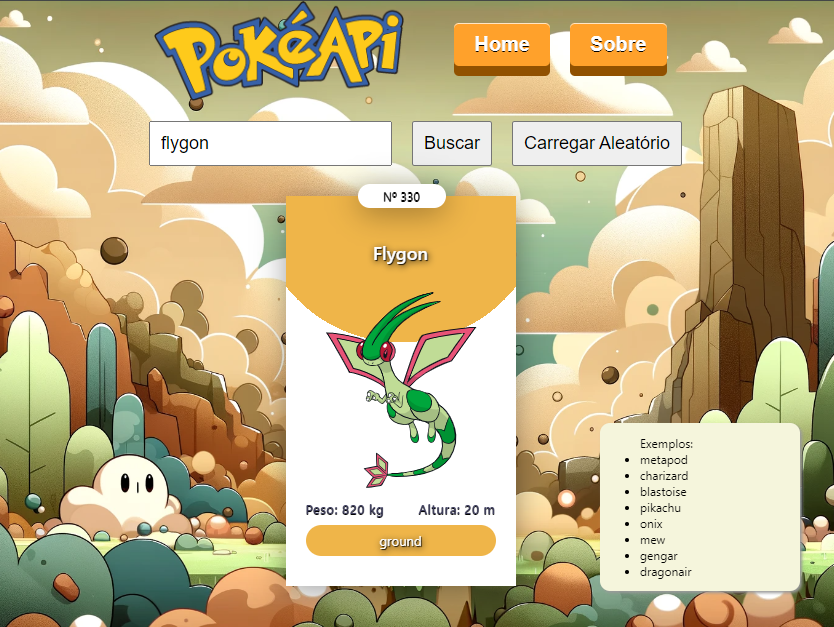 PokéApi
Home
Sobre
flygon
Buscar
Carregar Aleatório
Nº 330
Flygon
Peso: 820 kg
Altura: 20 m
ground
Exemplos:
metapod
charizard
blastoise
pikachu
onix
mew
gengar
dragonair